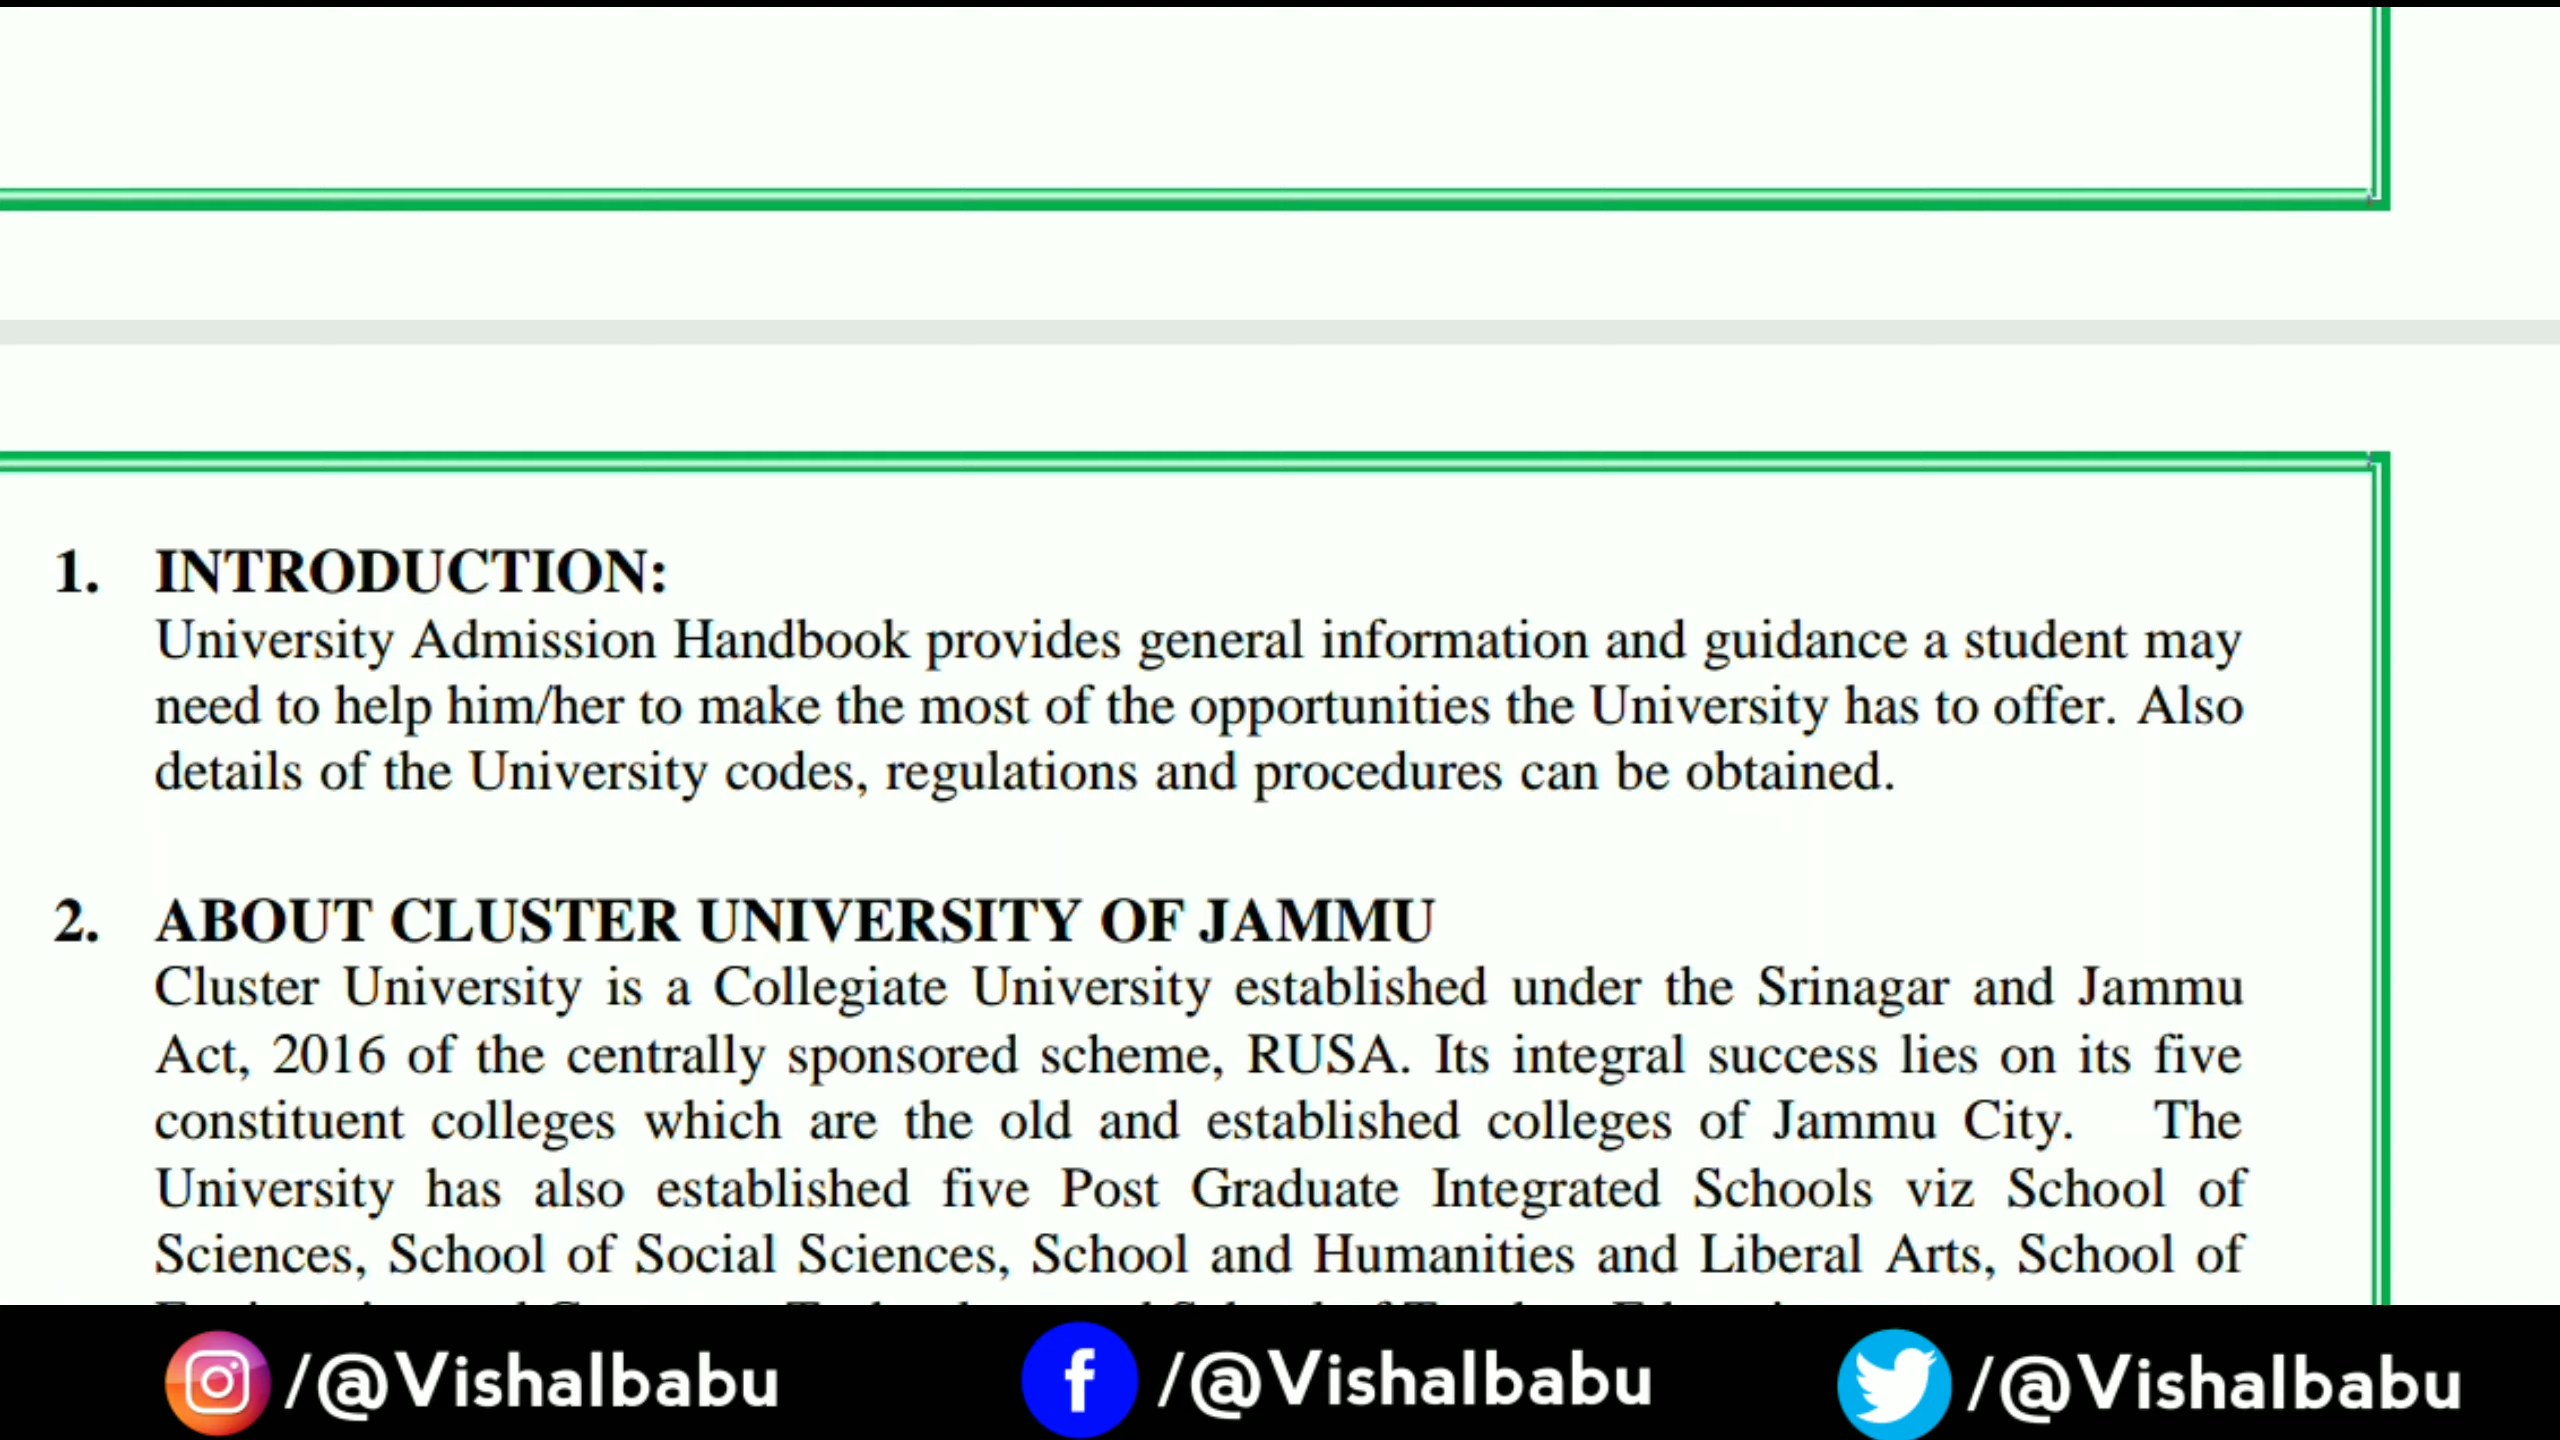 1. INTRODUCTION:
University Admission Handbook provides general information and guidance a student may
need to help him/her to make the most of the opportunities the University has to offer. Also
details of the University codes, regulations and procedures can be obtained.
2. ABOUT CLUSTER UNIVERSITY OF JAMMU
Cluster University is a Collegiate University established under the Srinagar and Jammu
Act, 2016 of the centrally sponsored scheme, RUSA. Its integral success lies on its five
constituent colleges which are the old and established colleges of Jammu City. The
University has also established five Post Graduate Integrated Schools viz School of
Sciences, School of Social Sciences, School and Humanities and Liberal Arts, School of
/@Vishalbabu /@Vishalbabu /@Vishalbabu